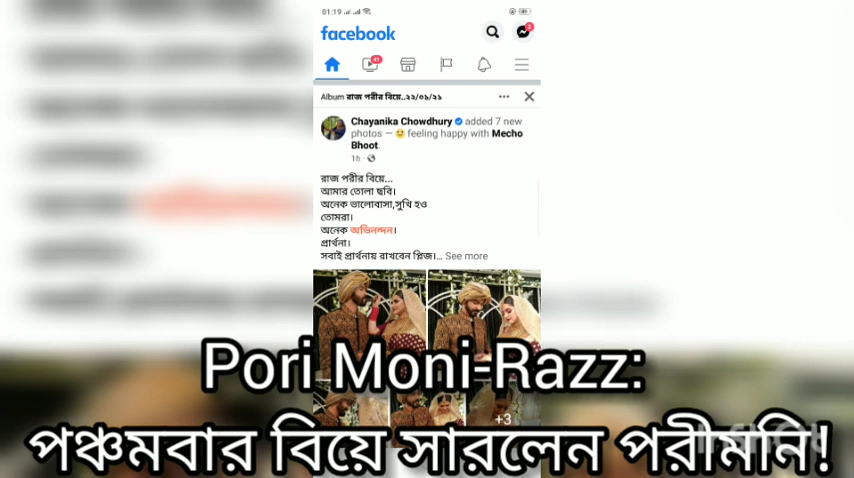 01:19
facebook
2
41
Album রাজ পরীর বিয়ে..২২/০১/২১
Chayanika Chowdhury added 7 new
photos — feeling happy with Mecho
Bhoot.
1h
রাজ পরীর বিয়ে...
আমার তোলা ছবি।
অনেক ভালোবাসা,সুখি হও
তোমরা।
অনেক অভিনন্দন।
প্রার্থনা।
সবাই প্রার্থনায় রাখবেন প্লিজ।... See more
+3
Pori Moni-Razz:
পঞ্চমবার বিয়ে সারলেন পরীমনি!